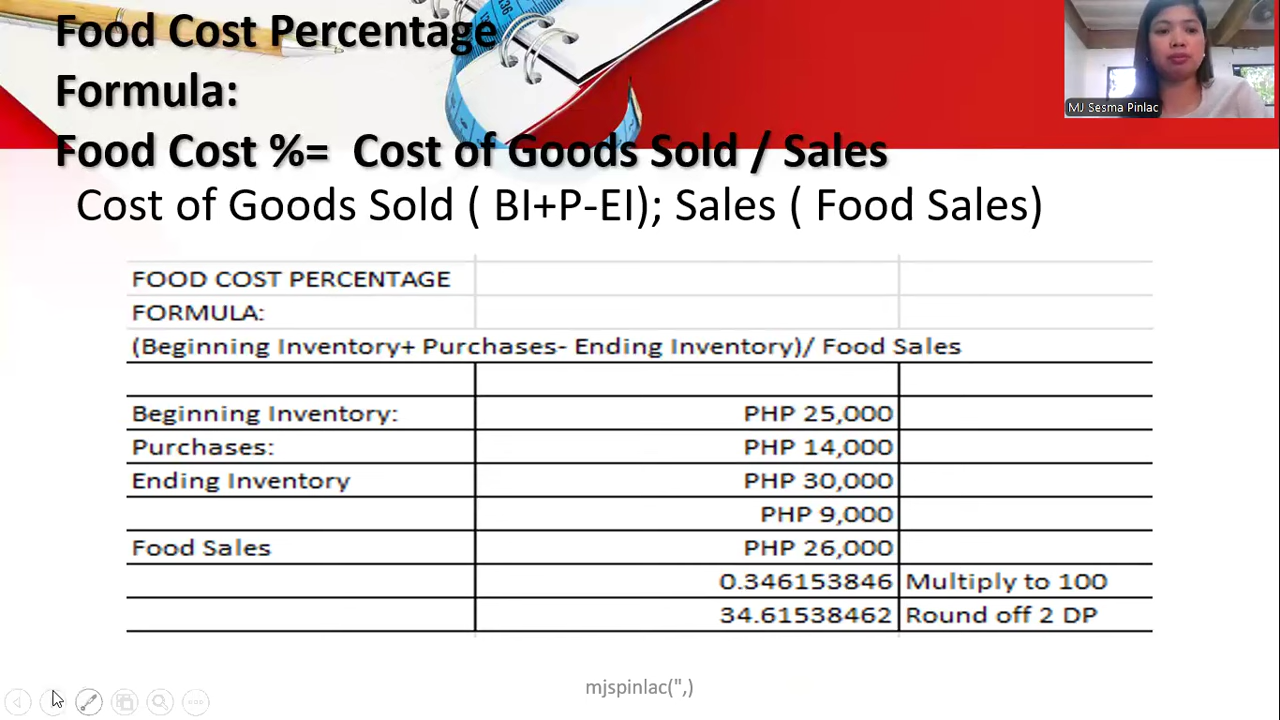 Food Cost Percentage
Formula:
Food Cost %= Cost of Goods Sold / Sales
Cost of Goods Sold ( BI+P-EI); Sales ( Food Sales)
MJ Sesma Pinlac
FOOD COST PERCENTAGE
FORMULA:
(Beginning Inventory+ Purchases- Ending Inventory)/ Food Sales
Beginning Inventory: PHP 25,000
Purchases: PHP 14,000
Ending Inventory PHP 30,000
PHP 9,000
Food Sales PHP 26,000
0.346153846 Multiply to 100
34.61538462 Round off 2 DP
mjspinlac(",)